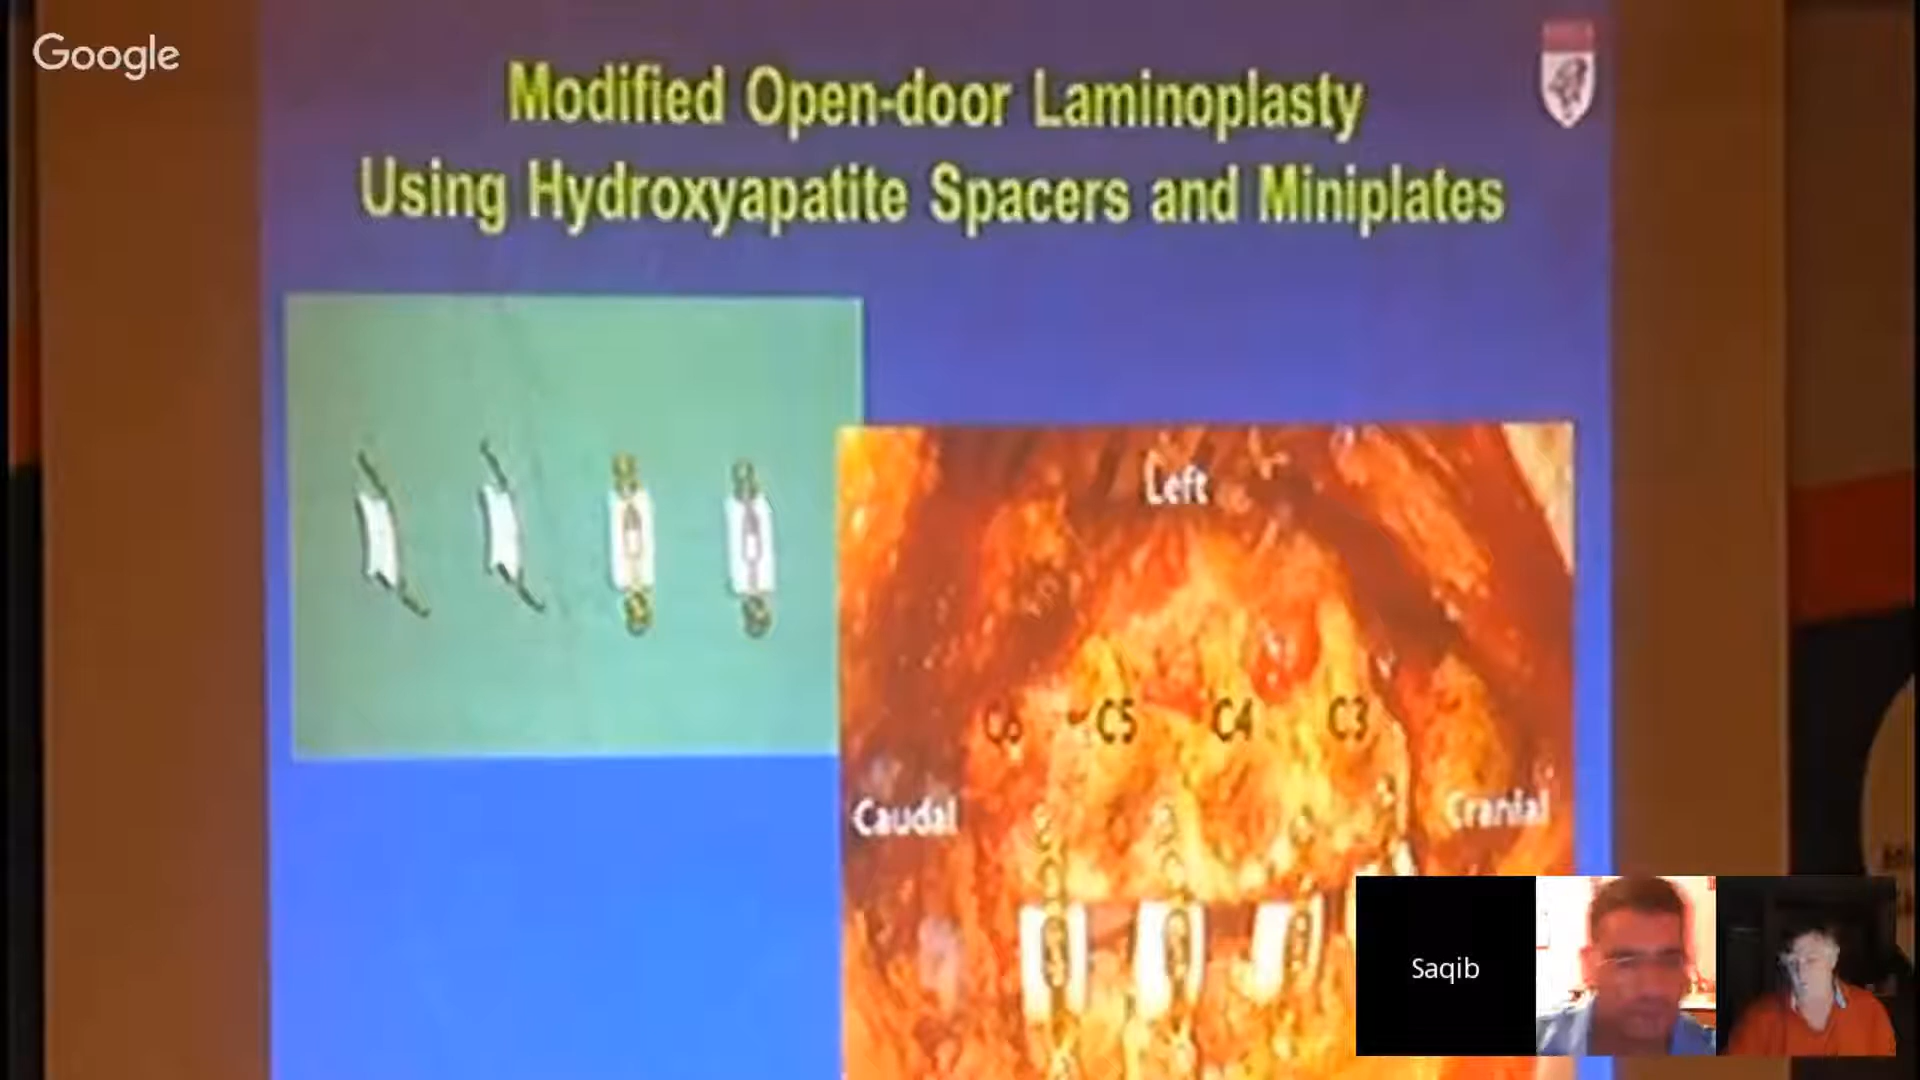 Google
Modified Open-door Laminoplasty
Using Hydroxyapatite Spacers and Miniplates
Left
C6 C5 C4 C3
Caudal
Cranial
Saqib